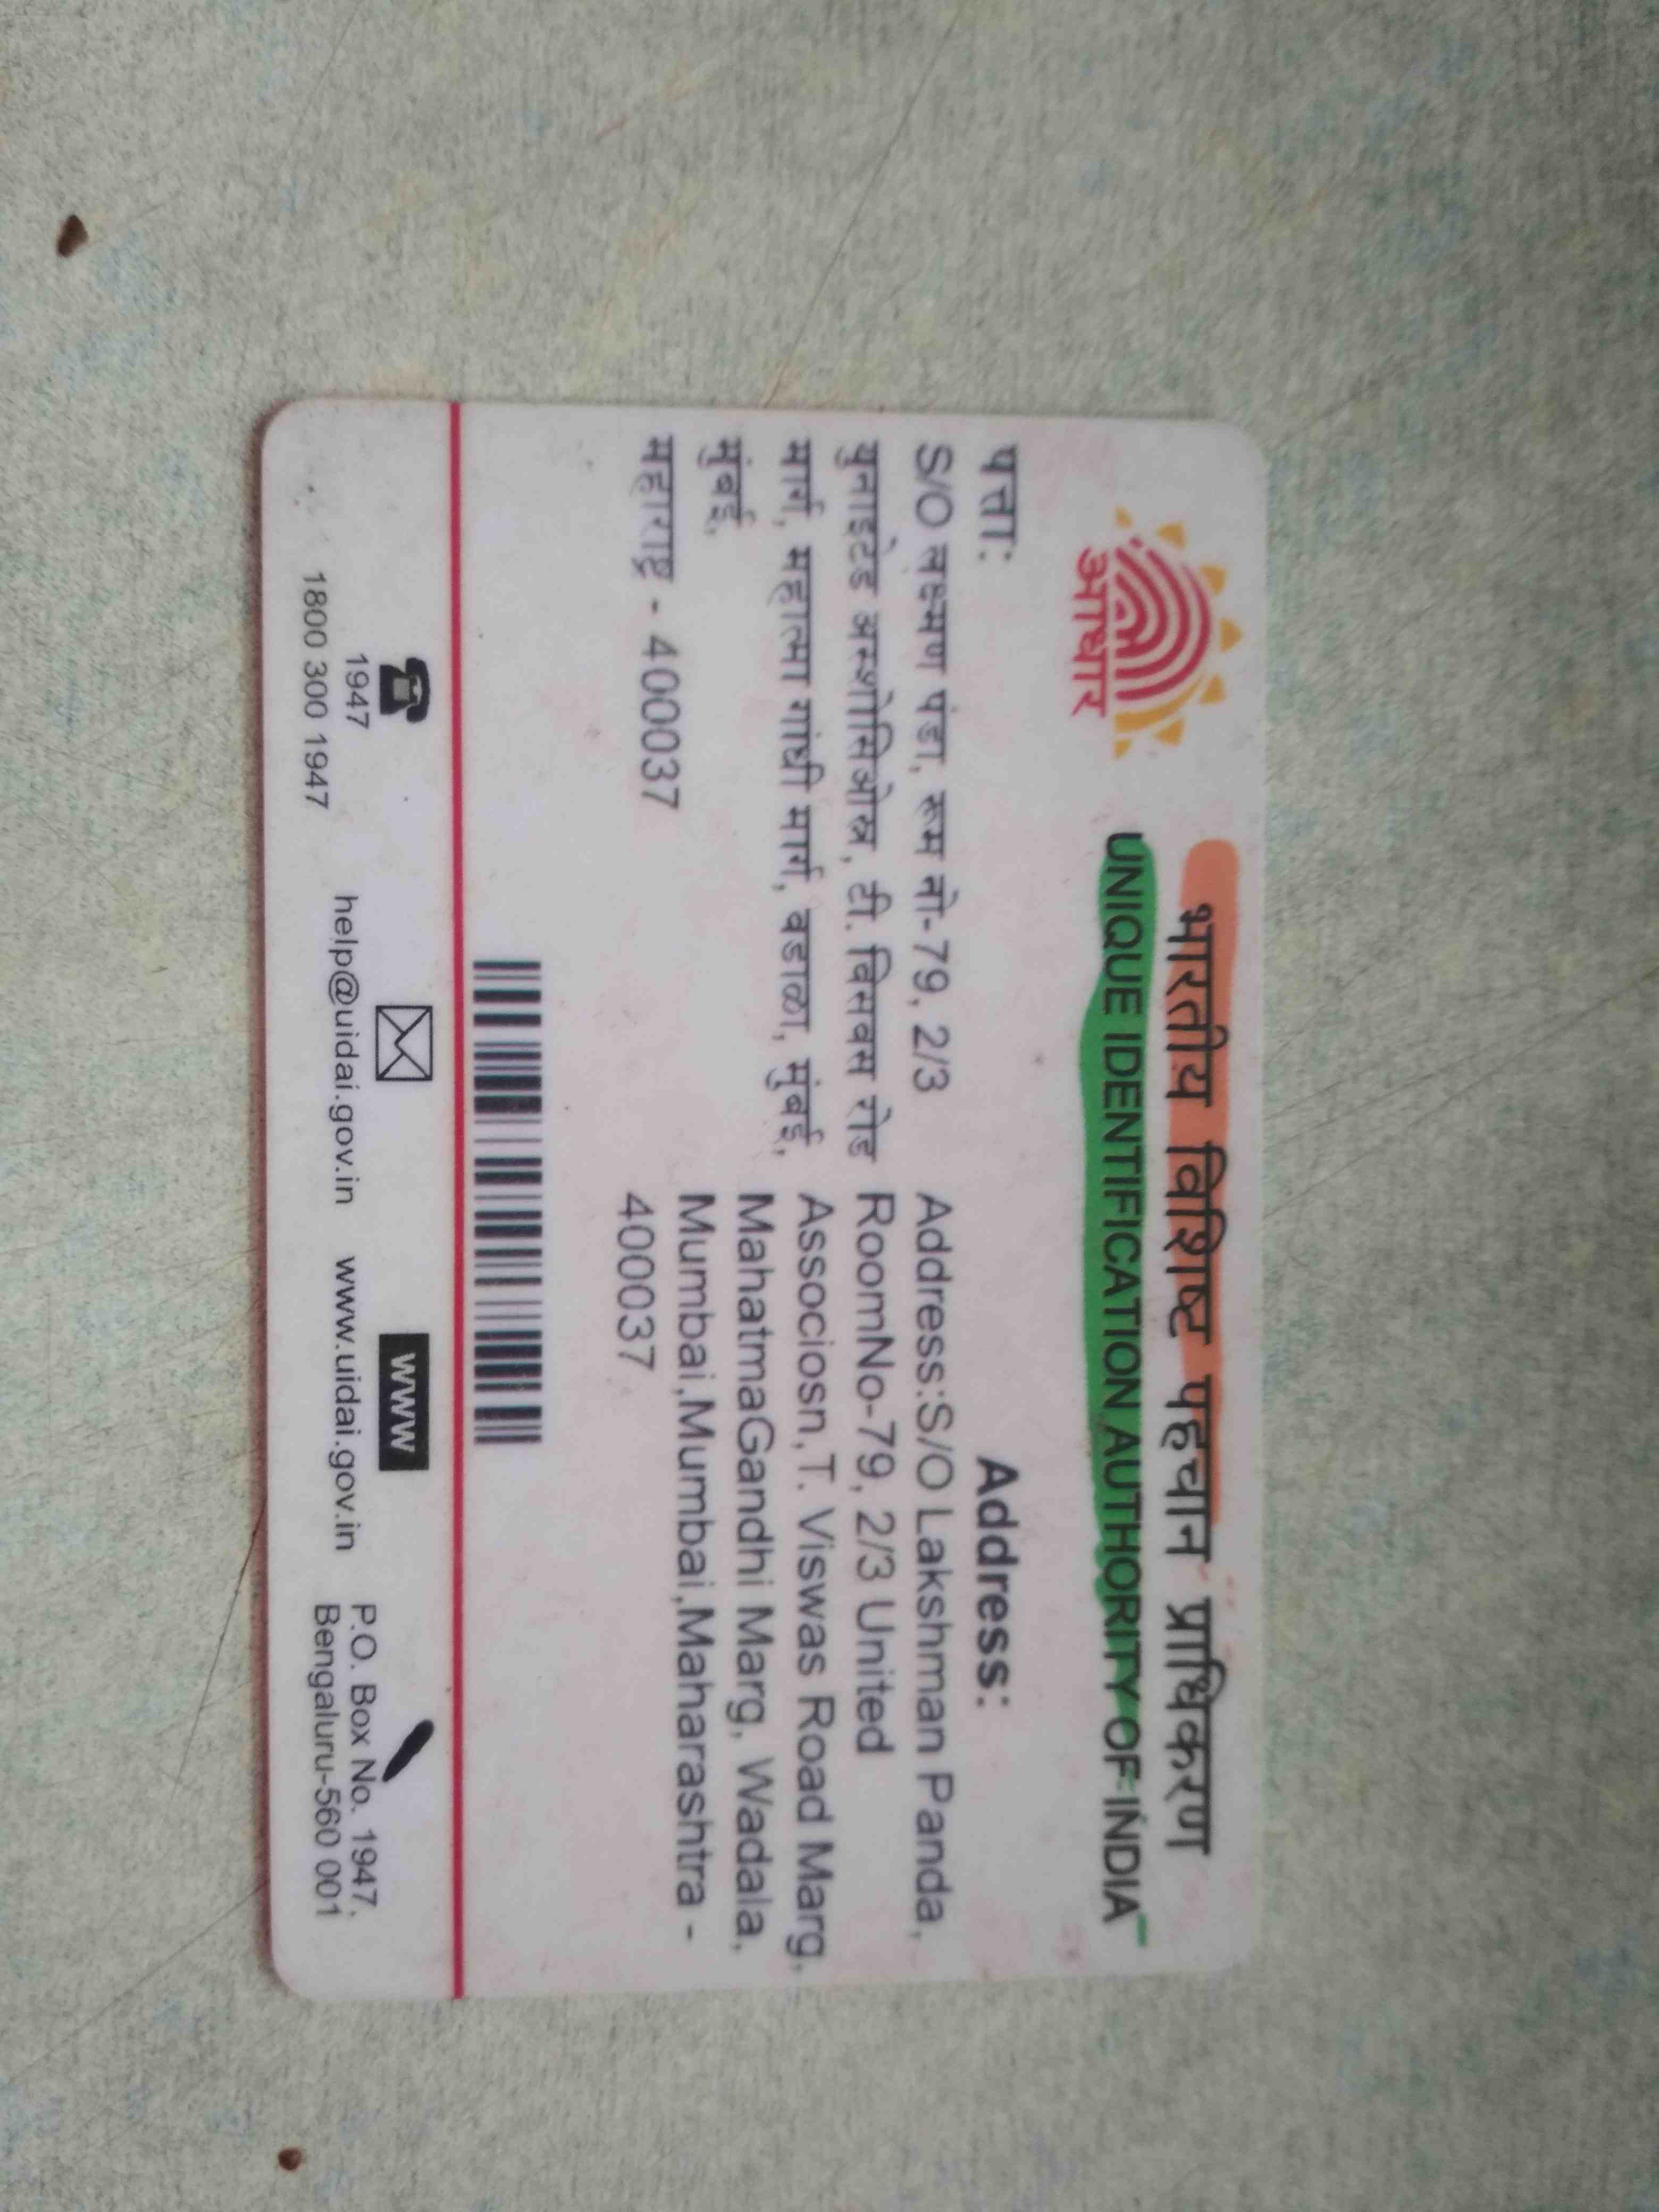 आधार
भारतीय विशिष्ट पहचान प्राधिकरण
UNIQUE IDENTIFICATION AUTHORITY OF INDIA
पत्ता:
S/O लक्ष्मण पंडा, रूम नो-79, 2/3
युनाइटेड अस्शोसिओस्न, टी. विसवस रोड
मार्ग, महात्मा गांधी मार्ग, वडाळा, मुंबई,
मुंबई,
महाराष्ट्र - 400037
Address:
Address:S/O Lakshman Panda,
RoomNo-79, 2/3 United
Associosn,T. Viswas Road Marg,
MahatmaGandhi Marg, Wadala,
Mumbai,Mumbai,Maharashtra -
400037
1947
1800 300 1947
help@uidai.gov.in
WWW
www.uidai.gov.in
P.O. Box No. 1947,
Bengaluru-560 001